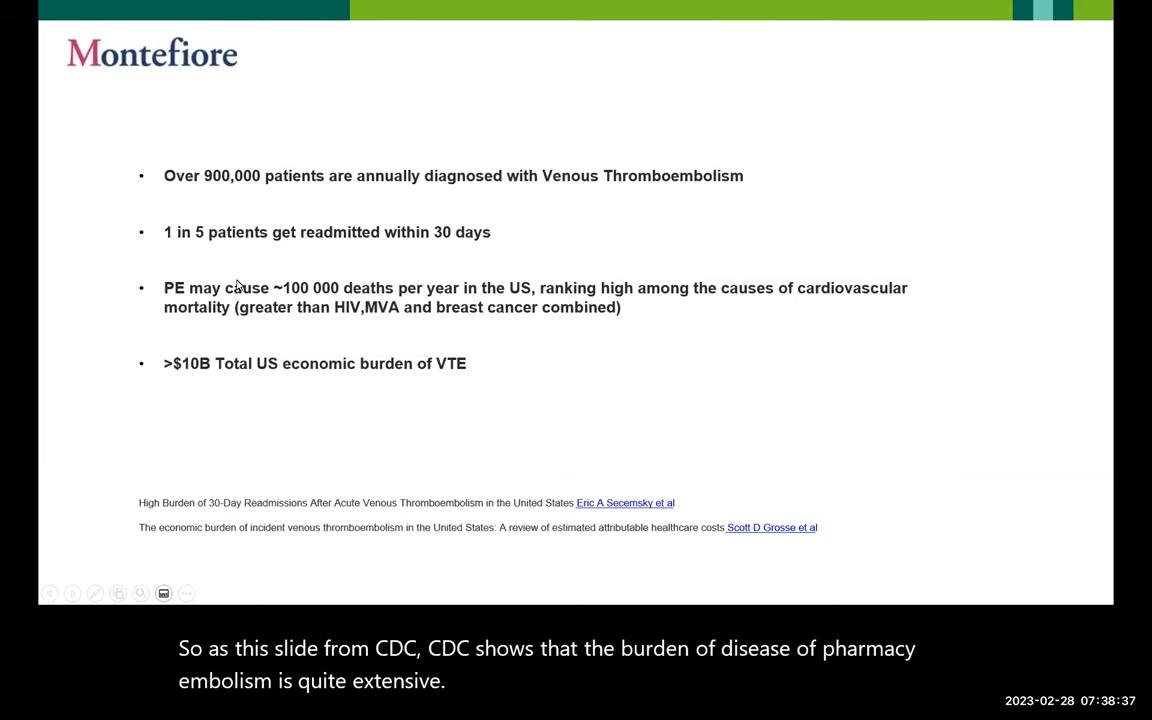 Montefiore
• Over 900,000 patients are annually diagnosed with Venous Thromboembolism
• 1 in 5 patients get readmitted within 30 days
• PE may cause ~100 000 deaths per year in the US, ranking high among the causes of cardiovascular
mortality (greater than HIV,MVA and breast cancer combined)
• >$10B Total US economic burden of VTE
High Burden of 30-Day Readmissions After Acute Venous Thromboembolism in the United States Eric A Secemsky et al
The economic burden of incident venous thromboembolism in the United States: A review of estimated attributable healthcare costs Scott D Grosse et al
So as this slide from CDC, CDC shows that the burden of disease of pharmacy
embolism is quite extensive.
2023-02-28 07:38:37